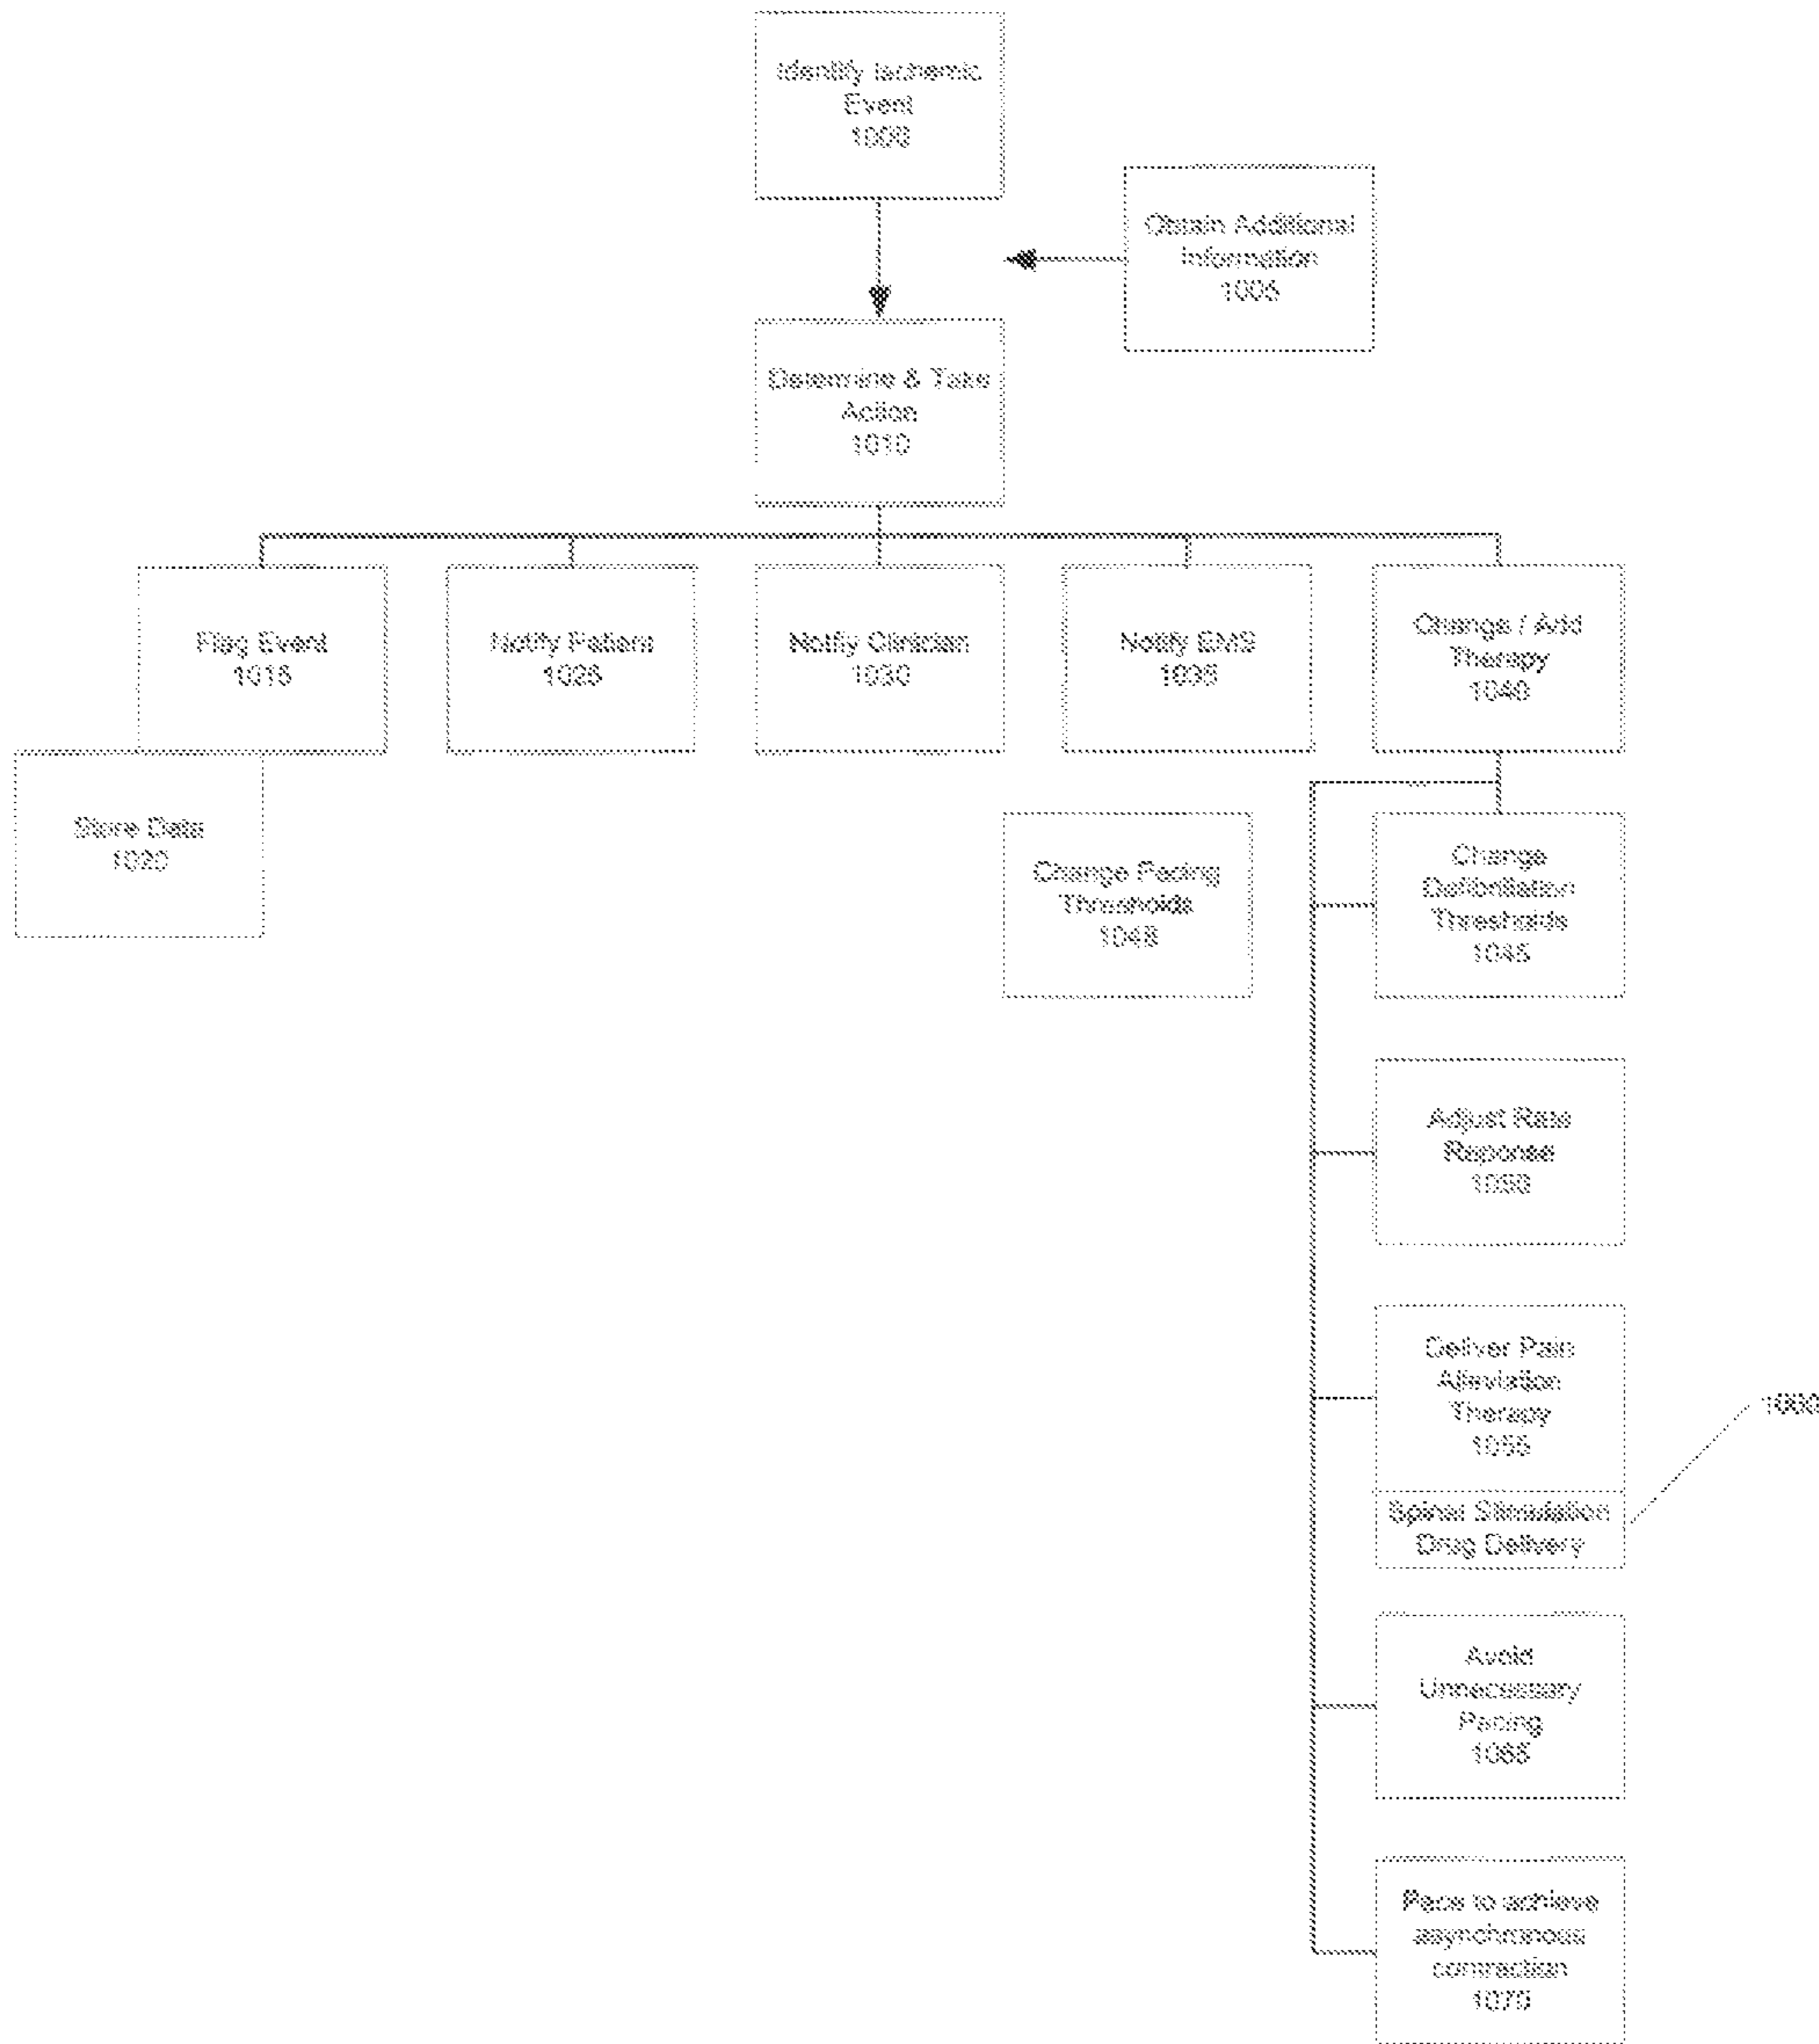 Identify Ischemic
Event
1000
Obtain Additional
Information
1005
Determine & Take
Action
1010
Flag Event
1015
Notify Patient
1025
Notfiy Clinician
1030
Notify EMS
1035
Change / Add
Therapy
1040
Store Data
1020
Change Pacing
Thresholds
1048
Change
Defibrillation
Thresholds
1045
Adjust Rate
Reponse
1050
Deliver Pain
Alleviation
Therapy
1055
Spinal Stimulation
Drug Delivery
Avoid
Unnecessary
Pacing
1065
Pace to achieve
asynchronous
contraction
1070